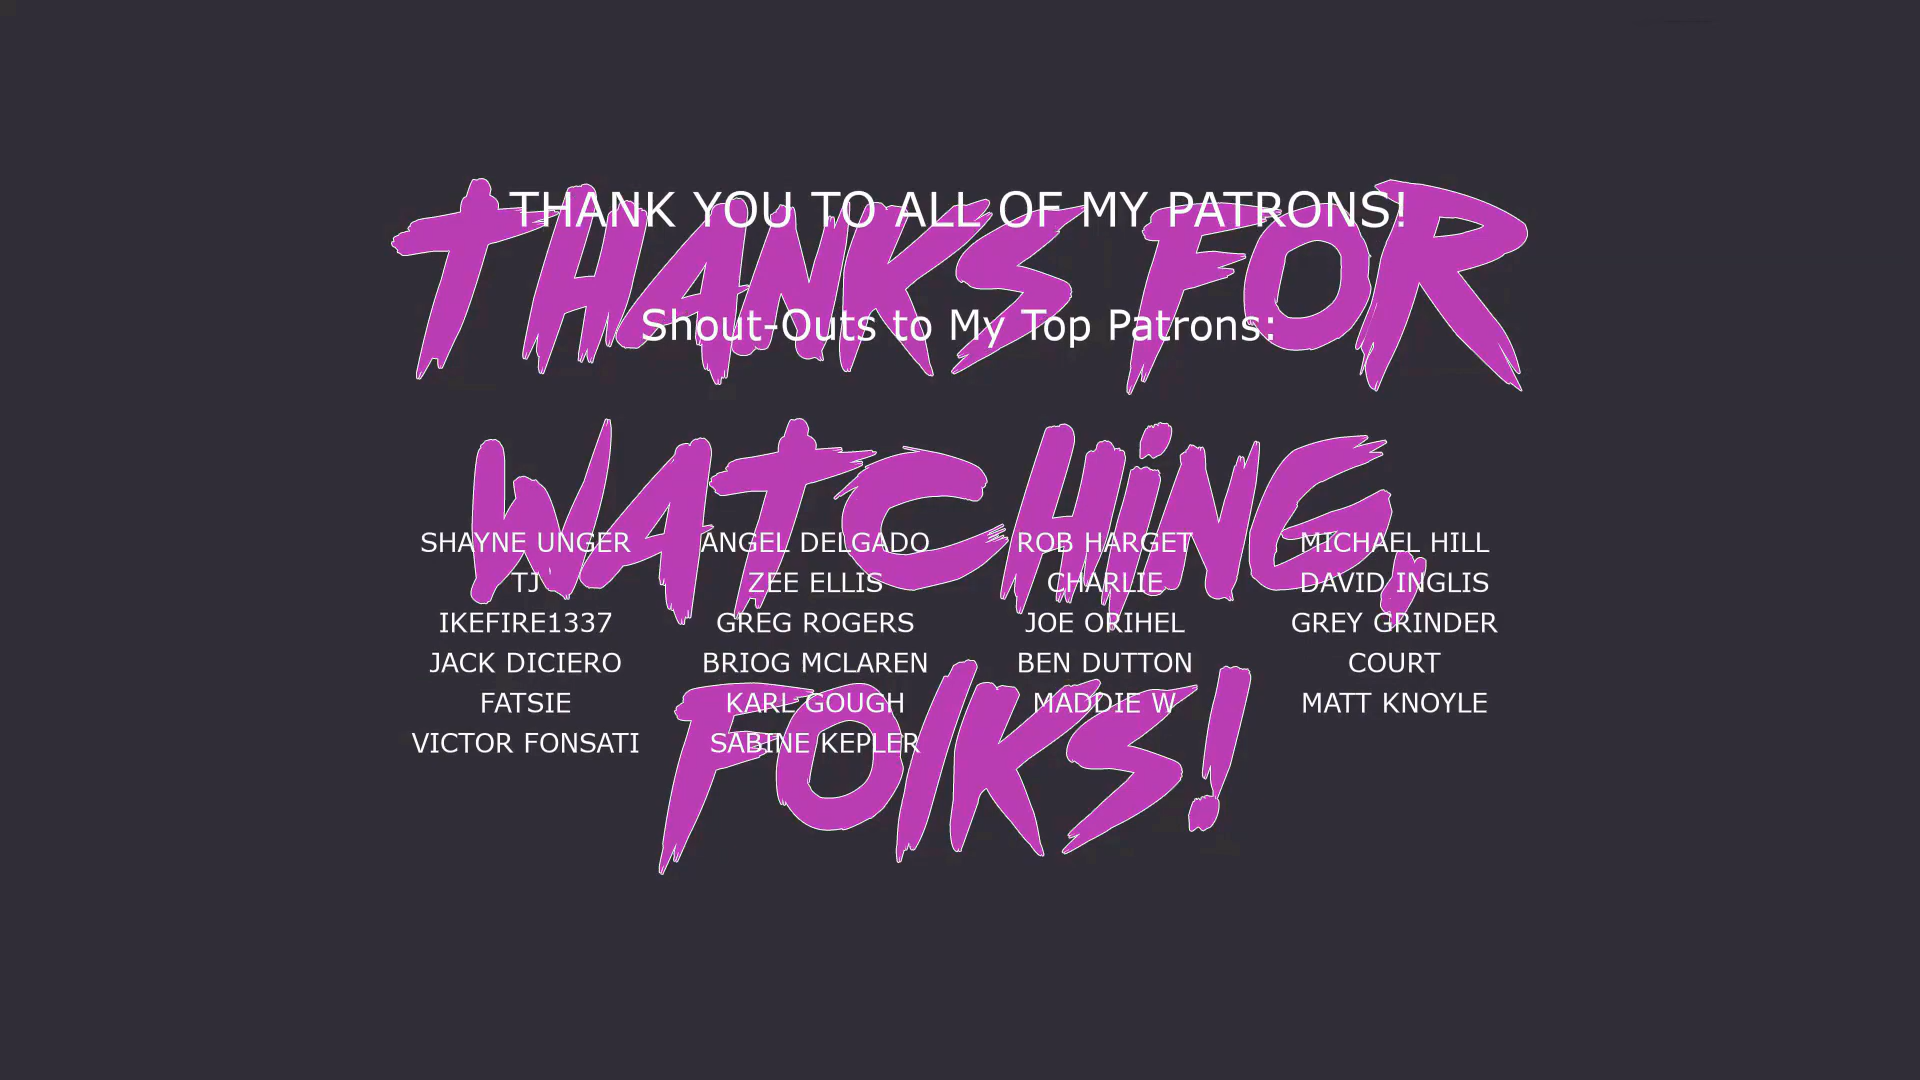 THANKS FOR
WATCHING,
FOLKS!
THANK YOU TO ALL OF MY PATRONS!
Shout-Outs to My Top Patrons:
SHAYNE UNGER
TJ
IKEFIRE1337
JACK DICIERO
FATSIE
VICTOR FONSATI
ANGEL DELGADO
ZEE ELLIS
GREG ROGERS
BRIOG MCLAREN
KARL GOUGH
SABINE KEPLER
ROB HARGET
CHARLIE
JOE ORIHEL
BEN DUTTON
MADDIE W
MICHAEL HILL
DAVID INGLIS
GREY GRINDER
COURT
MATT KNOYLE